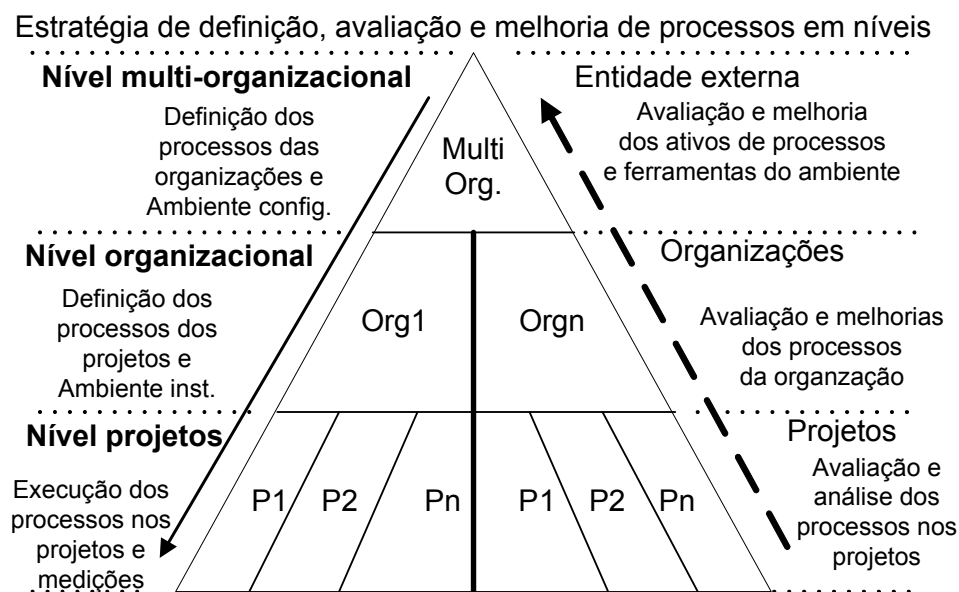 Estratégia de definição, avaliação e melhoria de processos em níveis
Nível multi-organizacional
Definição dos
processos das
organizações e
Ambiente config.
Multi
Org.
Entidade externa
Avaliação e melhoria
dos ativos de processos
e ferramentas do ambiente
Nível organizacional
Definição dos
processos dos
projetos e
Ambiente inst.
Org1
Orgn
Organizações
Avaliação e melhorias
dos processos
da organzação
Nível projetos
Execução dos
processos nos
projetos e
medições
P1
P2
Pn
P1
P2
Pn
Projetos
Avaliação e
análise dos
processos nos
projetos